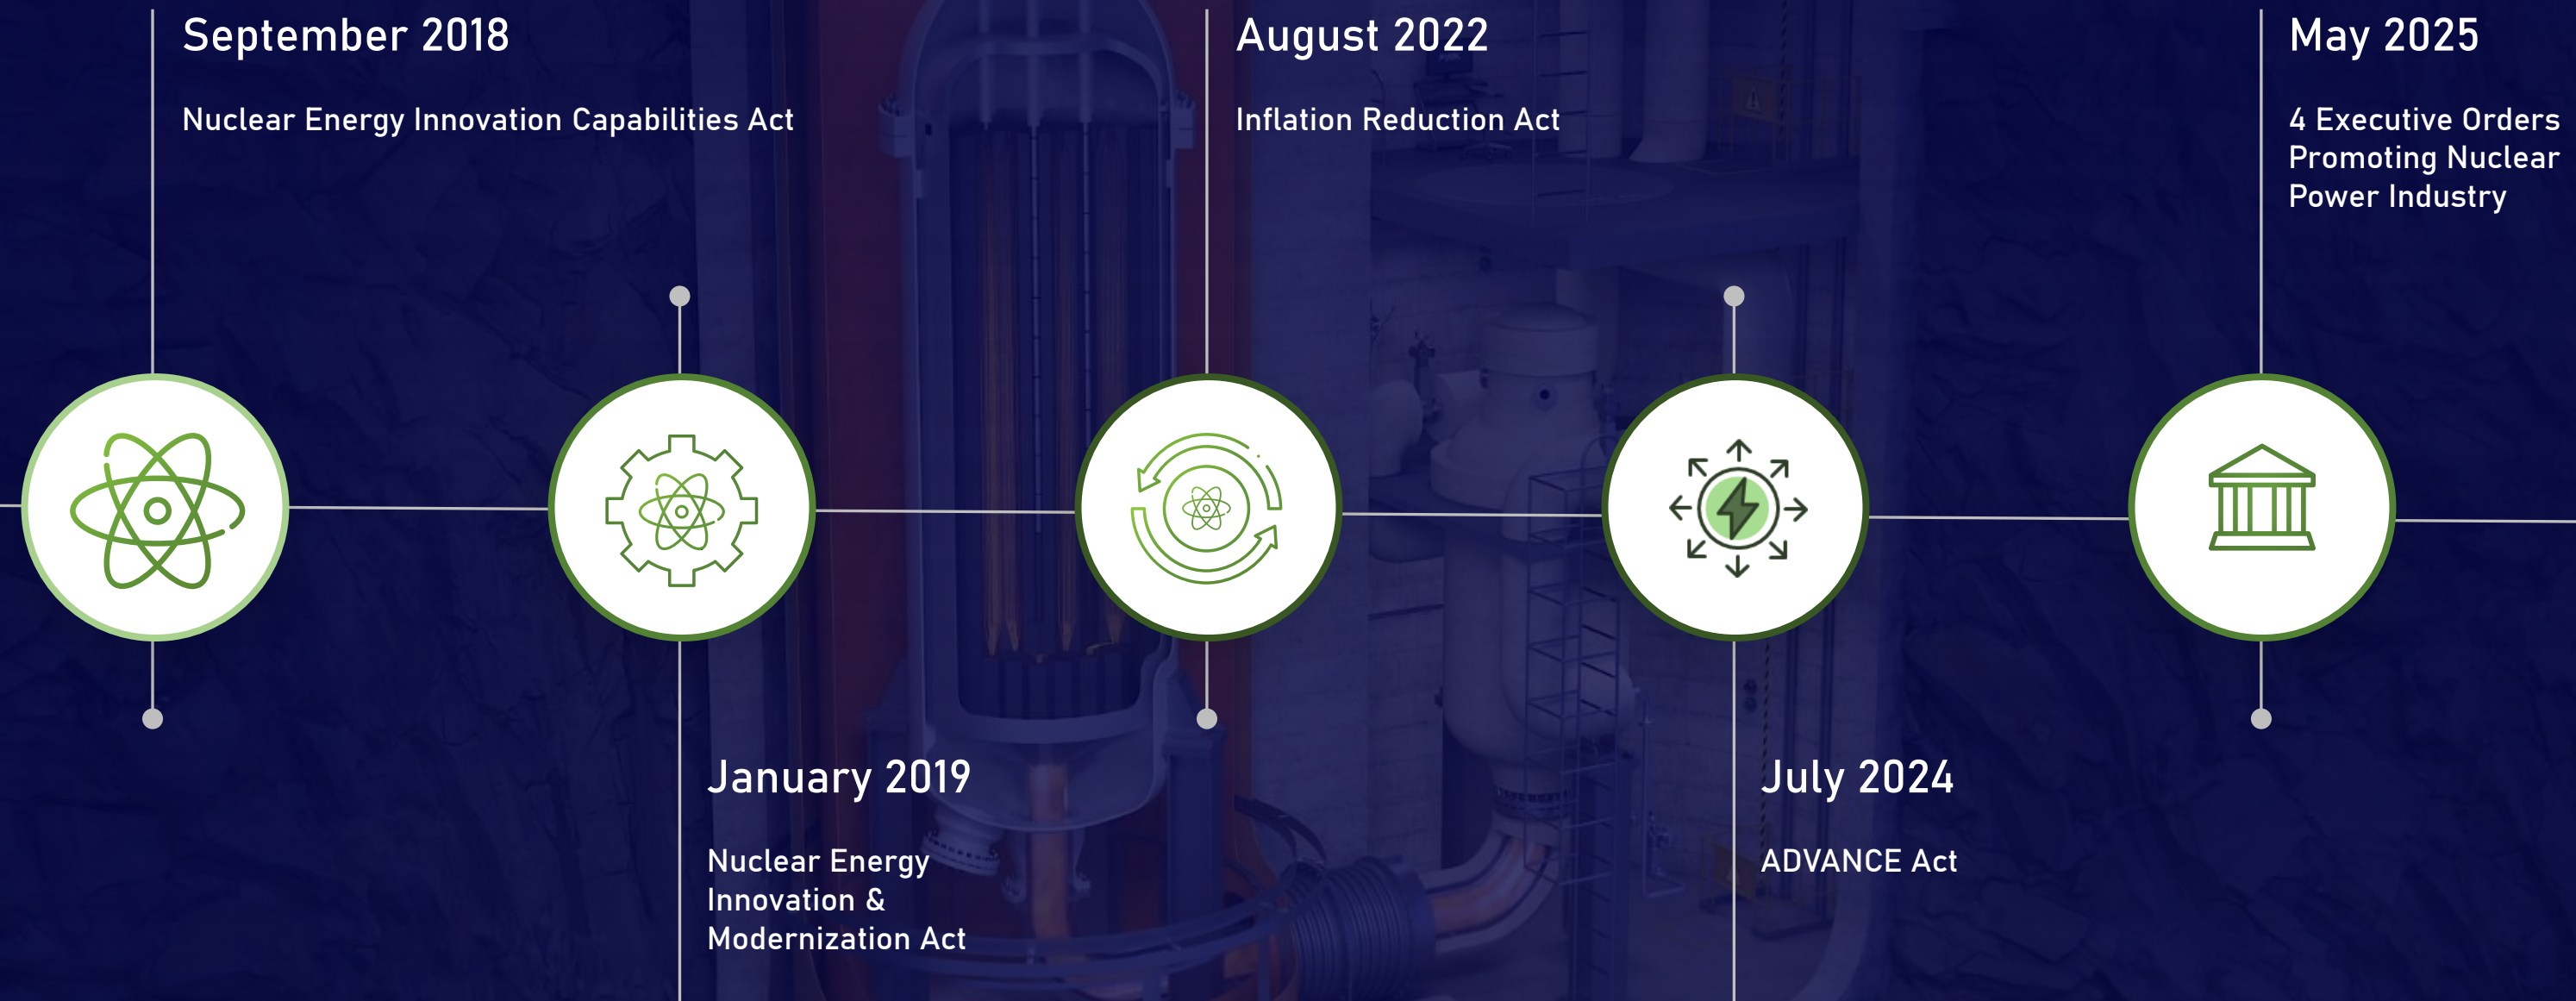 September 2018
Nuclear Energy Innovation Capabilities Act
January 2019
Nuclear Energy
Innovation &
Modernization Act
August 2022
Inflation Reduction Act
July 2024
ADVANCE Act
May 2025
4 Executive Orders
Promoting Nuclear
Power Industry